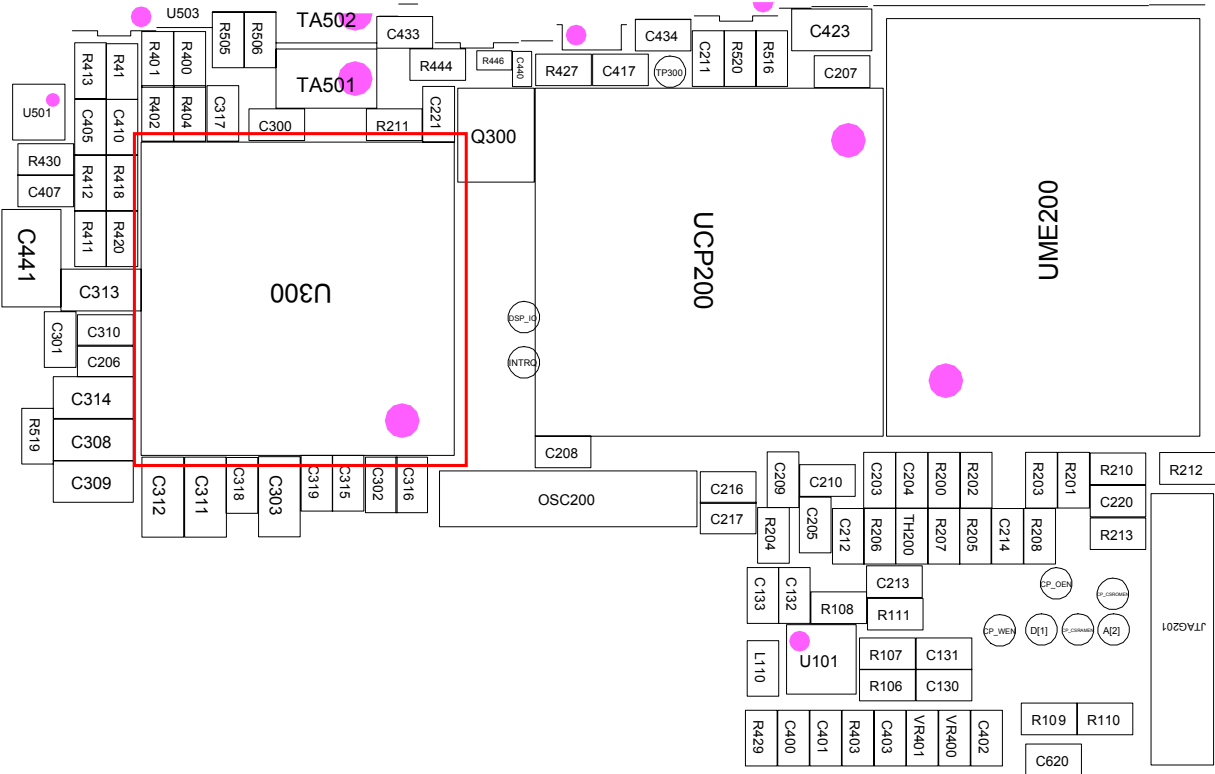 U503
TA502
C433
C434
C423
R413
R41
R401
R400
R505
R506
TA501
R444
R446
C440
R427
C417
TP300
C211
R520
R516
C207
U501
C405
C410
R402
R404
C317
C300
R211
C221
Q300
R430
C407
R412
R418
R411
R420
C441
C313
C301
C310
C206
C314
R519
C308
C309
U300
UCP200
UME200
DSP_IO
INTRQ
C312
C311
C318
C303
C319
C315
C302
C316
C208
OSC200
C216
C217
C209
C210
R204
C205
C212
C203
C204
R200
R202
R206
TH200
R207
R205
C214
R208
R203
R201
R210
C220
R213
R212
C133
C132
R108
C213
R111
U101
L110
R107
C131
R106
C130
CP_OEN
CP_CSROMEN
CP_WEN
D[1]
CP_CSRAMEN
A[2]
JTAG201
R429
C400
C401
R403
C403
VR401
VR400
C402
R109
R110
C620